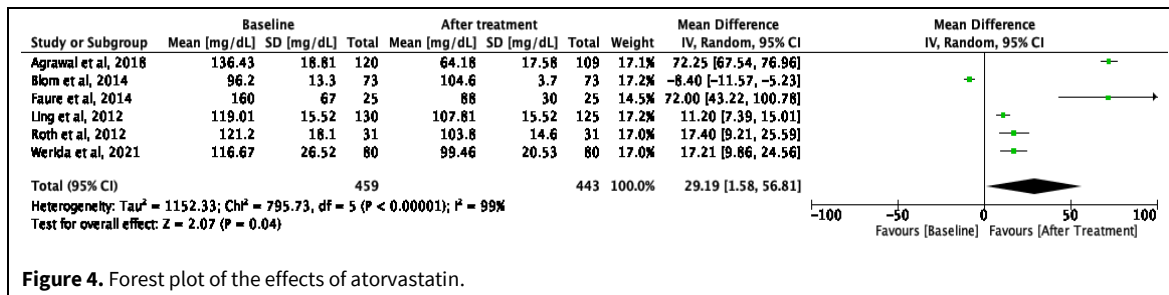 Baseline After treatment Mean Difference Mean Difference
Study or Subgroup Mean [mg/dL] SD [mg/dL] Total Mean [mg/dL] SD [mg/dL] Total Weight IV, Random, 95% CI IV, Random, 95% CI
Agrawal et al, 2018 136.43 18.81 120 64.18 17.58 109 17.1% 72.25 [67.54, 76.96]
Blom et al, 2014 96.2 13.3 73 104.6 3.7 73 17.2% -8.40 [-11.57, -5.23]
Faure et al, 2014 160 67 25 88 30 25 14.5% 72.00 [43.22, 100.78]
Ling et al, 2012 119.01 15.52 130 107.81 15.52 125 17.2% 11.20 [7.39, 15.01]
Roth et al, 2012 121.2 18.1 31 103.8 14.6 31 17.0% 17.40 [9.21, 25.59]
Werida et al, 2021 116.67 26.52 80 99.46 20.53 80 17.0% 17.21 [9.86, 24.56]
Total (95% CI) 459 443 100.0% 29.19 [1.58, 56.81]
Heterogeneity: Tau² = 1152.33; Chi² = 795.73, df = 5 (P < 0.00001); I² = 99%
Test for overall effect: Z = 2.07 (P = 0.04)
-100 -50 0 50 100
Favours [Baseline] Favours [After Treatment]
Figure 4. Forest plot of the effects of atorvastatin.